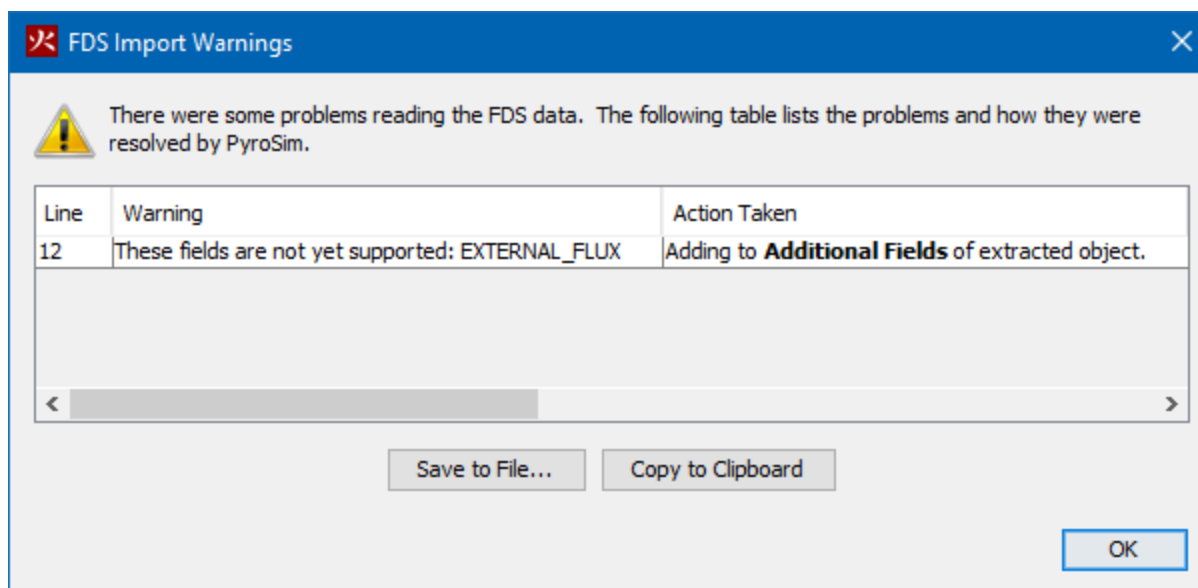 FDS Import Warnings
There were some problems reading the FDS data.  The following table lists the problems and how they were
resolved by PyroSim.
Line Warning Action Taken
12 These fields are not yet supported: EXTERNAL_FLUX Adding to Additional Fields of extracted object.
Save to File... Copy to Clipboard
OK